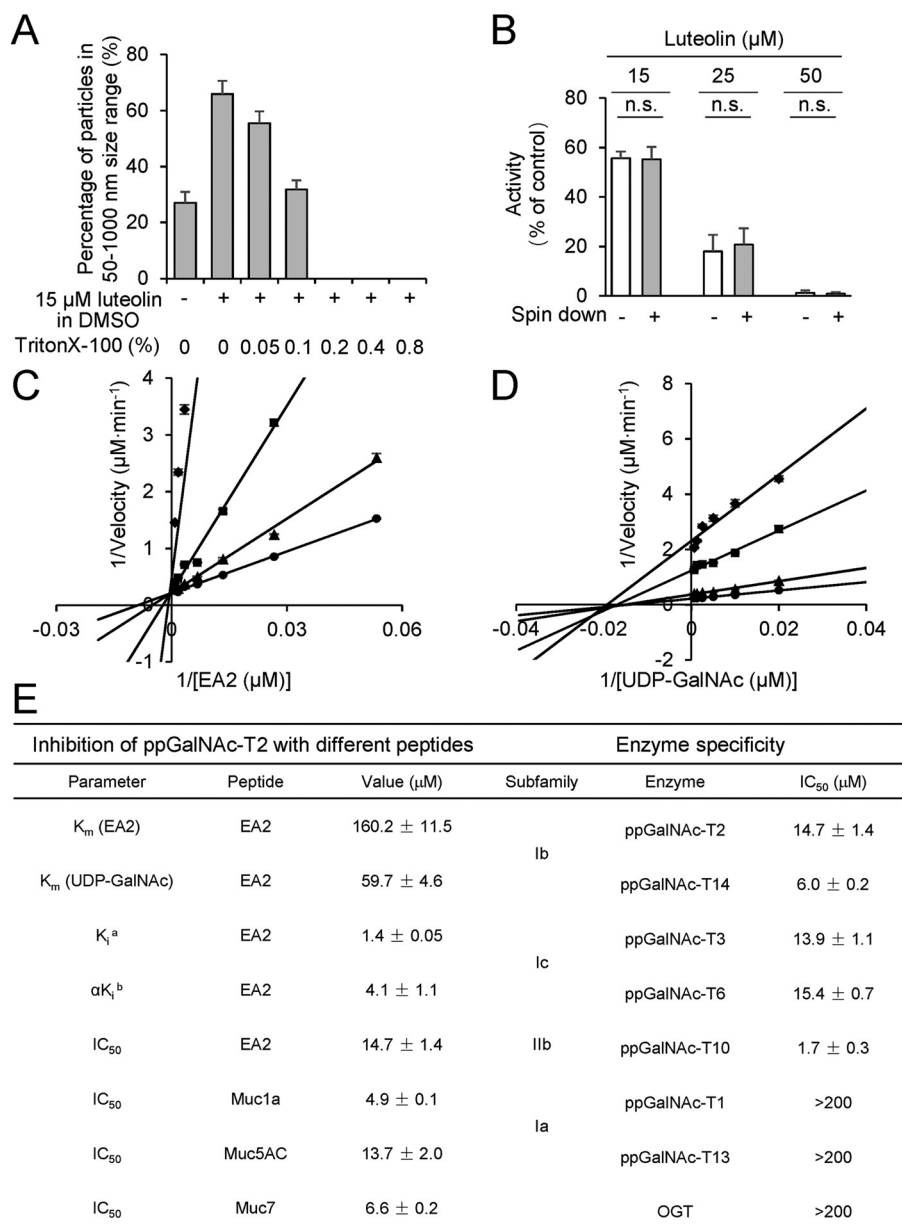 A
Percentage of particles in
50-1000 nm size range (%)
80
60
40
20
0
15 µM luteolin
in DMSO
- + + + + + +
TritonX-100 (%) 0 0 0.05 0.1 0.2 0.4 0.8
B
Luteolin (µM)
15 25 50
n.s. n.s. n.s.
Activity
(% of control)
80
60
40
20
0
Spin down - + - + - +
C
1/Velocity (µM·min⁻¹)
4
3
2
1
0
-1
-0.03 0 0.03 0.06
1/[EA2 (µM)]
D
1/Velocity (µM·min⁻¹)
8
6
4
2
0
-2
-0.04 -0.02 0 0.02 0.04
1/[UDP-GalNAc (µM)]
E
Inhibition of ppGalNAc-T2 with different peptides Enzyme specificity
Parameter Peptide Value (µM) Subfamily Enzyme IC₅₀ (µM)
Kₘ (EA2) EA2 160.2 ± 11.5 ppGalNAc-T2 14.7 ± 1.4
Ib
Kₘ (UDP-GalNAc) EA2 59.7 ± 4.6 ppGalNAc-T14 6.0 ± 0.2
Kᵢ ᵃ EA2 1.4 ± 0.05 ppGalNAc-T3 13.9 ± 1.1
Ic
αKᵢ ᵇ EA2 4.1 ± 1.1 ppGalNAc-T6 15.4 ± 0.7
IC₅₀ EA2 14.7 ± 1.4 IIb ppGalNAc-T10 1.7 ± 0.3
IC₅₀ Muc1a 4.9 ± 0.1 ppGalNAc-T1 >200
Ia
IC₅₀ Muc5AC 13.7 ± 2.0 ppGalNAc-T13 >200
IC₅₀ Muc7 6.6 ± 0.2 OGT >200